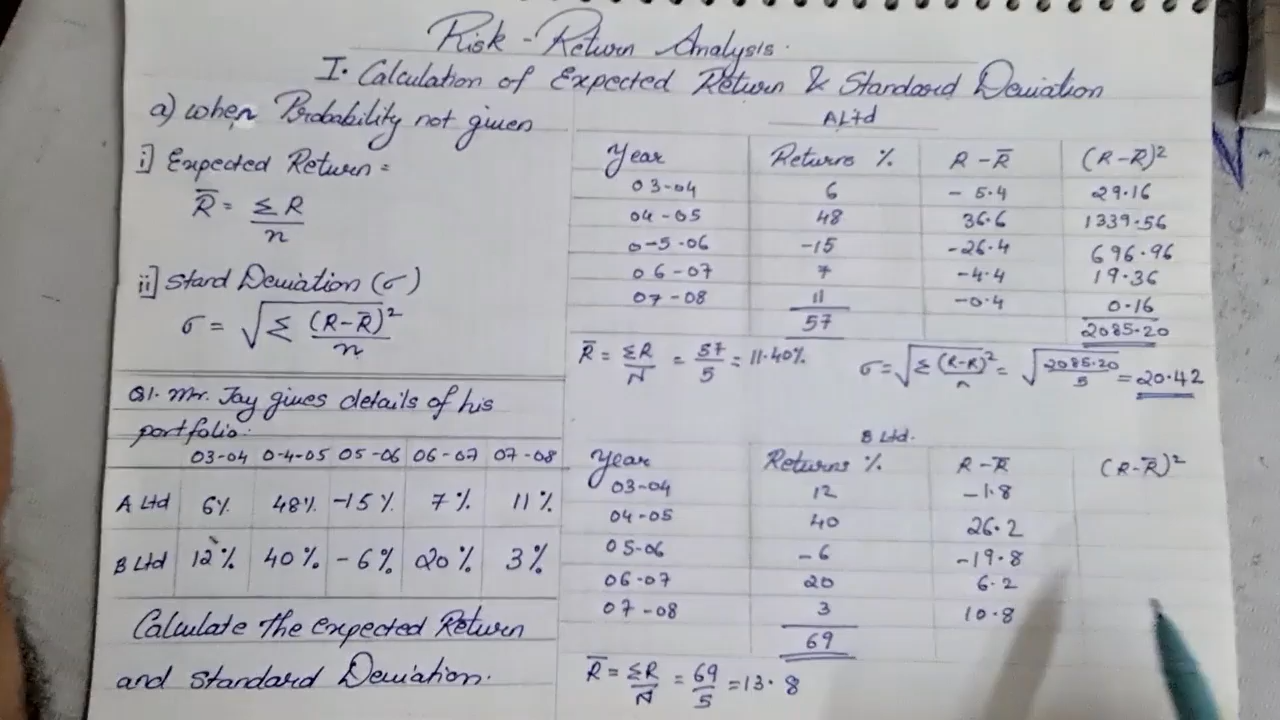 Risk - Return Analysis.
I. Calculation of Expected Return & Standard Deviation
a) when Probability not given
i] Expected Return =
R̅ = ΣR
n
ii] Stard Deviation (σ)
σ = √Σ (R-R̅)²
n
Q1. Mr. Jay gives details of his
portfolio.
03-04 0-4-05 05-06 06-07 07-08
A Ltd 6% 48% -15% 7% 11%
B Ltd 12% 40% -6% 20% 3%
Calculate the expected Return
and standard Deviation.
A Ltd
Year Returns % R - R̅ (R-R̅)²
03-04 6 -5.4 29.16
04-05 48 36.6 1339.56
0-5-06 -15 -26.4 696.96
06-07 7 -4.4 19.36
07-08 11 -0.4 0.16
57 2085.20
R̅ = ΣR/N = 57/5 = 11.40% σ = √Σ(R-R)²/n = √2085.20/5 = 20.42
B Ltd.
Year Returns % R-R̅ (R-R̅)²
03-04 12 -1.8
04-05 40 26.2
05-06 -6 -19.8
06-07 20 6.2
07-08 3 10.8
69
R̅ = ΣR/N = 69/5 = 13.8